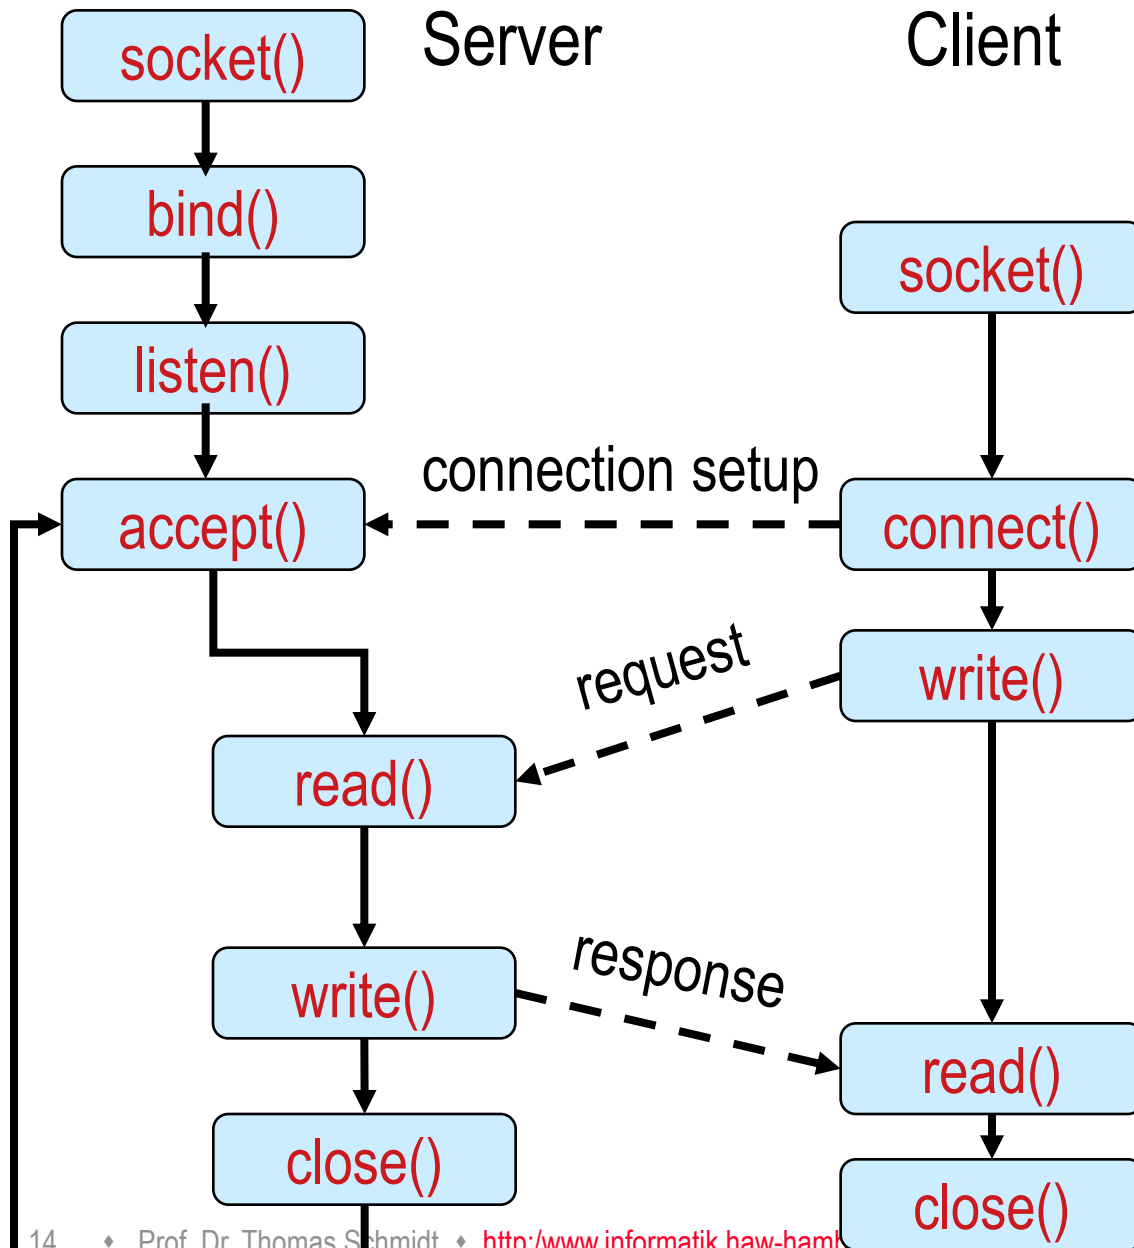 Server
Client
socket()
bind()
listen()
accept()
read()
write()
close()
connection setup
request
response
socket()
connect()
write()
read()
close()
14 ♦ Prof. Dr. Thomas Schmidt ♦ http:/www.informatik.haw-haml